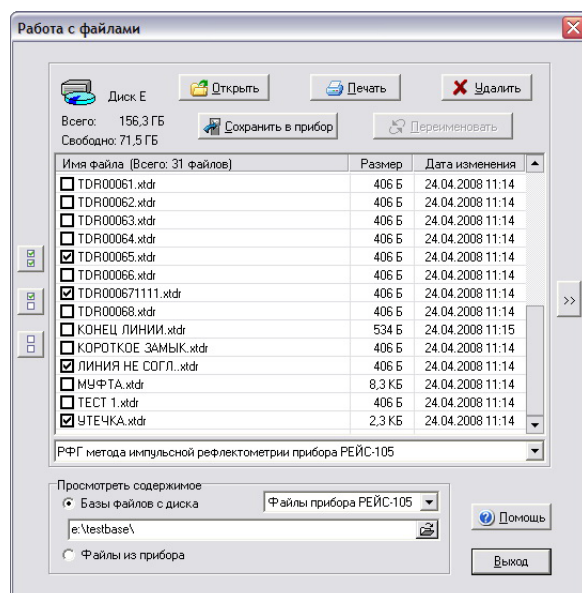 Работа с файлами
Диск E
Открыть
Печать
Удалить
Всего: 156,3 ГБ
Свободно: 71,5 ГБ
Сохранить в прибор
Переименовать
Имя файла (Всего: 31 файлов) Размер Дата изменения
TDR00061.xtdr 406 Б 24.04.2008 11:14
TDR00062.xtdr 406 Б 24.04.2008 11:14
TDR00063.xtdr 406 Б 24.04.2008 11:14
TDR00064.xtdr 406 Б 24.04.2008 11:14
TDR00065.xtdr 406 Б 24.04.2008 11:14
TDR00066.xtdr 406 Б 24.04.2008 11:14
TDR000671111.xtdr 406 Б 24.04.2008 11:14
TDR00068.xtdr 406 Б 24.04.2008 11:14
КОНЕЦ ЛИНИИ.xtdr 534 Б 24.04.2008 11:15
КОРОТКОЕ ЗАМЫК.xtdr 406 Б 24.04.2008 11:14
ЛИНИЯ НЕ СОГЛ..xtdr 406 Б 24.04.2008 11:14
МУФТА.xtdr 8,3 КБ 24.04.2008 11:14
ТЕСТ 1.xtdr 406 Б 24.04.2008 11:14
УТЕЧКА.xtdr 2,3 КБ 24.04.2008 11:14
>>
РФГ метода импульсной рефлектометрии прибора РЕЙС-105
Просмотреть содержимое
Базы файлов с диска
Файлы прибора РЕЙС-105
e:\testbase\
Помощь
Файлы из прибора
Выход